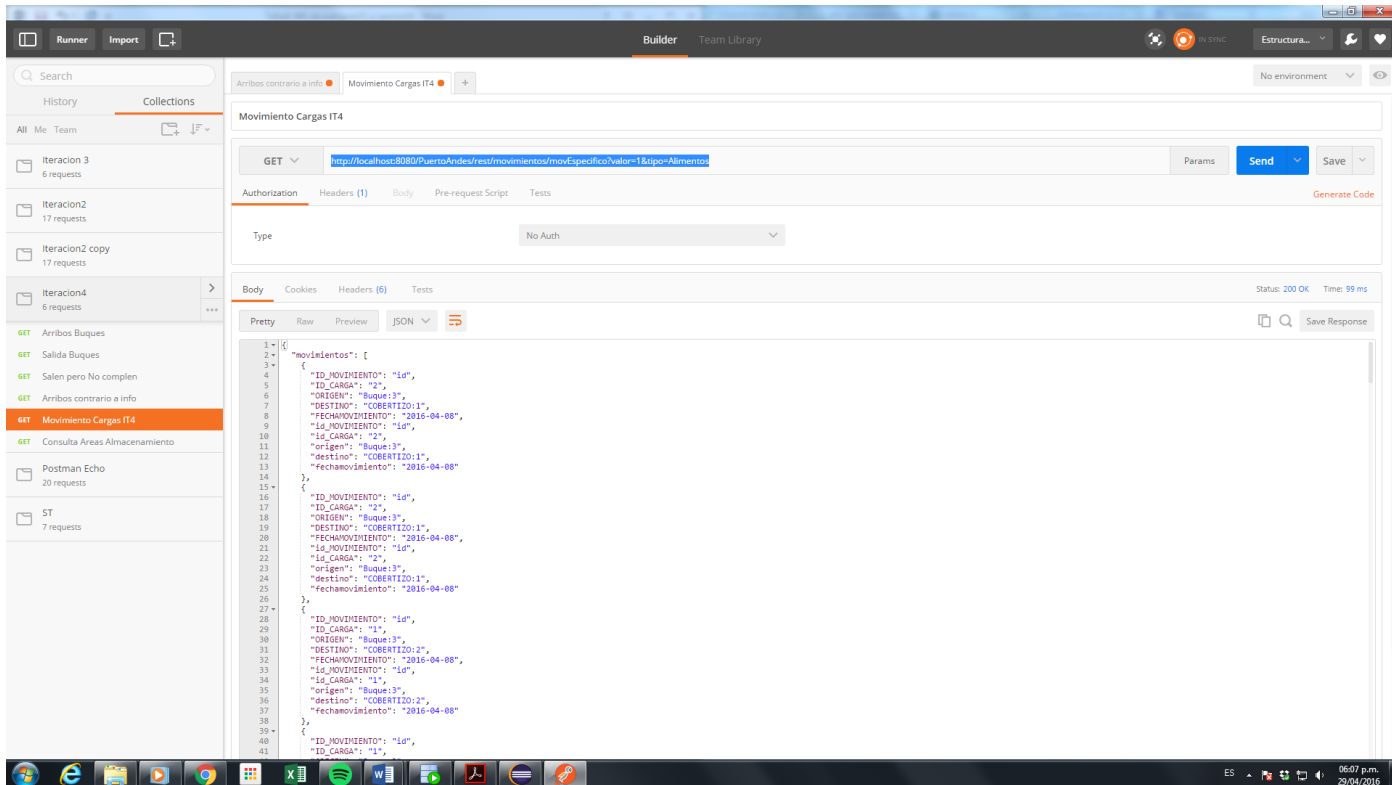 Runner Import Builder Team Library IN SYNC Estructura...
Search
History Collections
All Me Team
Iteracion 3
6 requests
Iteracion2
17 requests
Iteracion2 copy
17 requests
Iteracion4
6 requests
GET Arribos Buques
GET Salida Buques
GET Salen pero No complen
GET Arribos contrario a info
GET Movimiento Cargas IT4
GET Consulta Areas Almacenamiento
Postman Echo
20 requests
ST
7 requests
Arribos contrario a info Movimiento Cargas IT4 + No environment
Movimiento Cargas IT4
GET http://localhost:8080/PuertoAndes/rest/movimientos/movEspecifico?valor=1&tipo=Alimentos Params Send Save
Authorization Headers (1) Body Pre-request Script Tests Generate Code
Type No Auth
Body Cookies Headers (6) Tests Status: 200 OK Time: 99 ms
Pretty Raw Preview JSON Save Response
1 {
2 "movimientos": [
3 {
4 "ID_MOVIMIENTO": "id",
5 "ID_CARGA": "2",
6 "ORIGEN": "Buque:3",
7 "DESTINO": "COBERTIZO:1",
8 "FECHAMOVIMIENTO": "2016-04-08",
9 "id_MOVIMIENTO": "id",
10 "id_CARGA": "2",
11 "origen": "Buque:3",
12 "destino": "COBERTIZO:1",
13 "fechamovimiento": "2016-04-08"
14 },
15 {
16 "ID_MOVIMIENTO": "id",
17 "ID_CARGA": "2",
18 "ORIGEN": "Buque:3",
19 "DESTINO": "COBERTIZO:1",
20 "FECHAMOVIMIENTO": "2016-04-08",
21 "id_MOVIMIENTO": "id",
22 "id_CARGA": "2",
23 "origen": "Buque:3",
24 "destino": "COBERTIZO:1",
25 "fechamovimiento": "2016-04-08"
26 },
27 {
28 "ID_MOVIMIENTO": "id",
29 "ID_CARGA": "1",
30 "ORIGEN": "Buque:3",
31 "DESTINO": "COBERTIZO:2",
32 "FECHAMOVIMIENTO": "2016-04-08",
33 "id_MOVIMIENTO": "id",
34 "id_CARGA": "1",
35 "origen": "Buque:3",
36 "destino": "COBERTIZO:2",
37 "fechamovimiento": "2016-04-08"
38 },
39 {
40 "ID_MOVIMIENTO": "id",
41 "ID_CARGA": "1",
ES 06:07 p.m.
29/04/2016